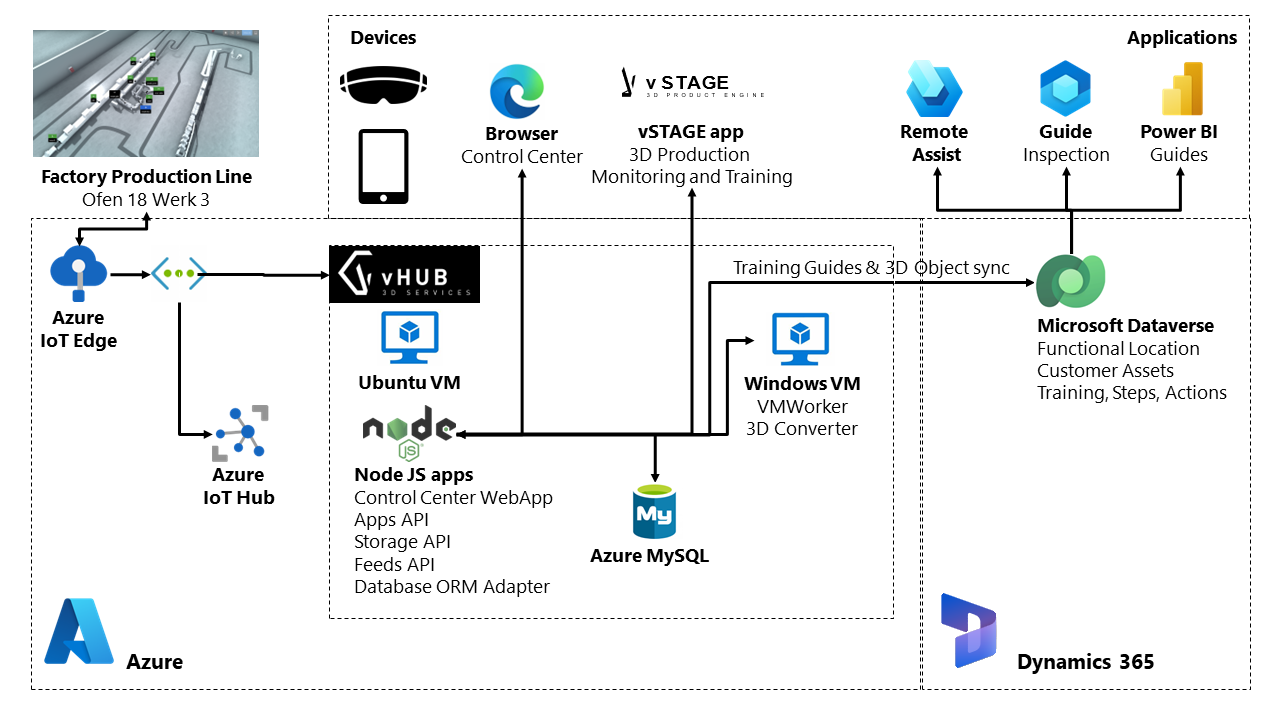 Devices
Applications
v STAGE
3D PRODUCT ENGINE
Browser
Control Center
vSTAGE app
3D Production
Monitoring and Training
Remote
Assist
Guide
Inspection
Power BI
Guides
Factory Production Line
Ofen 18 Werk 3
Azure
IoT Edge
vHUB
3D SERVICES
Training Guides & 3D Object sync
Ubuntu VM
Windows VM
VMWorker
3D Converter
Microsoft Dataverse
Functional Location
Customer Assets
Training, Steps, Actions
Azure
IoT Hub
node
JS
Node JS apps
Control Center WebApp
Apps API
Storage API
Feeds API
Database ORM Adapter
My
Azure MySQL
Azure
Dynamics 365